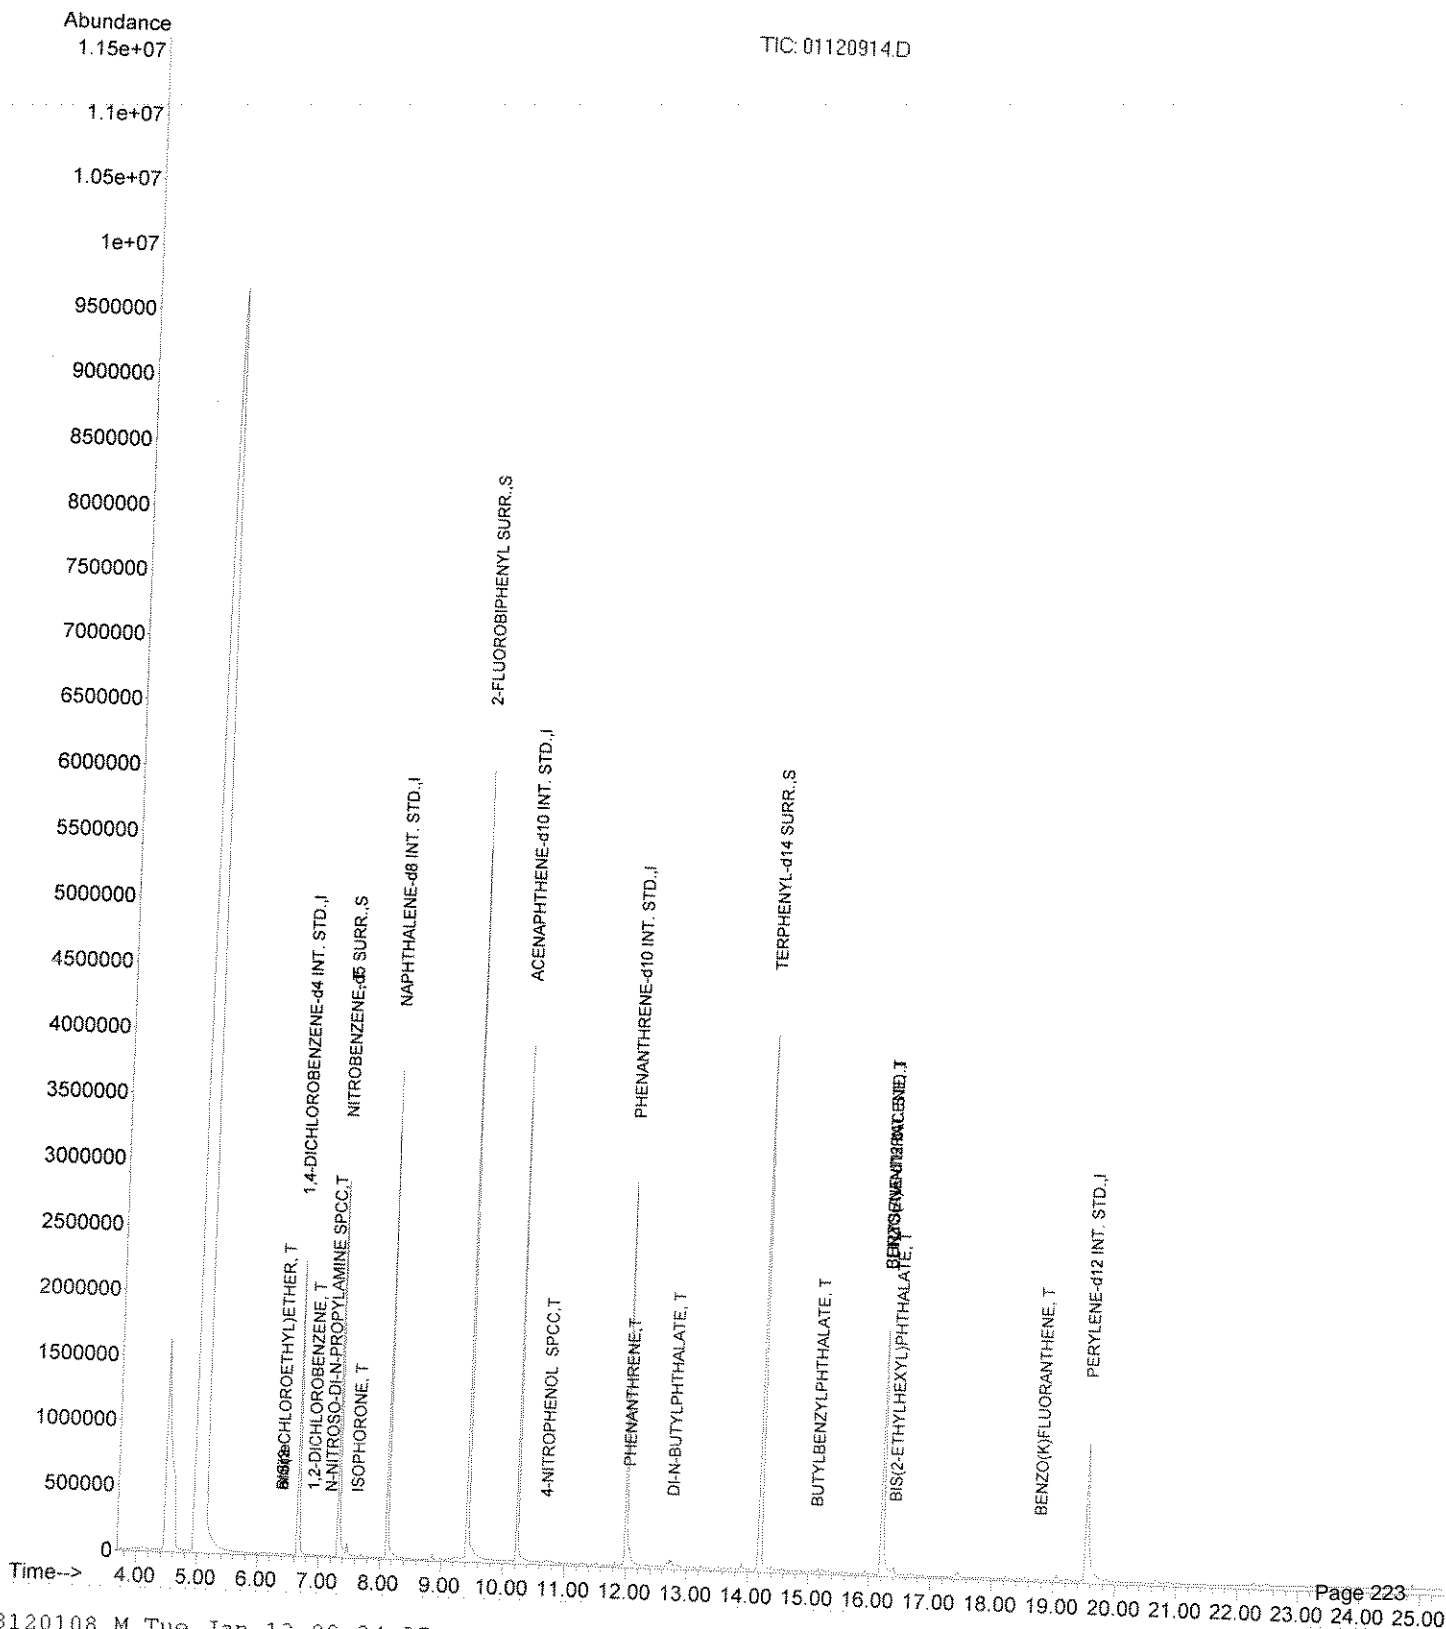 Abundance
TIC: 01120914.D
1.15e+07
1.1e+07
1.05e+07
1e+07
9500000
9000000
8500000
8000000
7500000
7000000
6500000
6000000
5500000
5000000
4500000
4000000
3500000
3000000
2500000
2000000
1500000
1000000
500000
0
CHLOROETHYL)ETHER, T
1,4-DICHLOROBENZENE-d4 INT. STD.,I
1,2-DICHLOROBENZENE, T
N-NITROSO-DI-N-PROPYLAMINE SPCC,T
NITROBENZENE-d5 SURR.,S
ISOPHORONE, T
NAPHTHALENE-d8 INT. STD.,I
2-FLUOROBIPHENYL SURR.,S
ACENAPHTHENE-d10 INT. STD.,I
4-NITROPHENOL SPCC,T
PHENANTHRENE-d10 INT. STD.,I
PHENANTHRENE,T
DI-N-BUTYLPHTHALATE, T
TERPHENYL-d14 SURR.,S
BUTYLBENZYLPHTHALATE, T
BIS(2-ETHYLHEXYL)PHTHALATE, T
BENZO(K)FLUORANTHENE, T
PERYLENE-d12 INT. STD.,I
Time--> 4.00 5.00 6.00 7.00 8.00 9.00 10.00 11.00 12.00 13.00 14.00 15.00 16.00 17.00 18.00 19.00 20.00 21.00 22.00 23.00 24.00 25.00
Page 223
120108 M Tue Jan 13